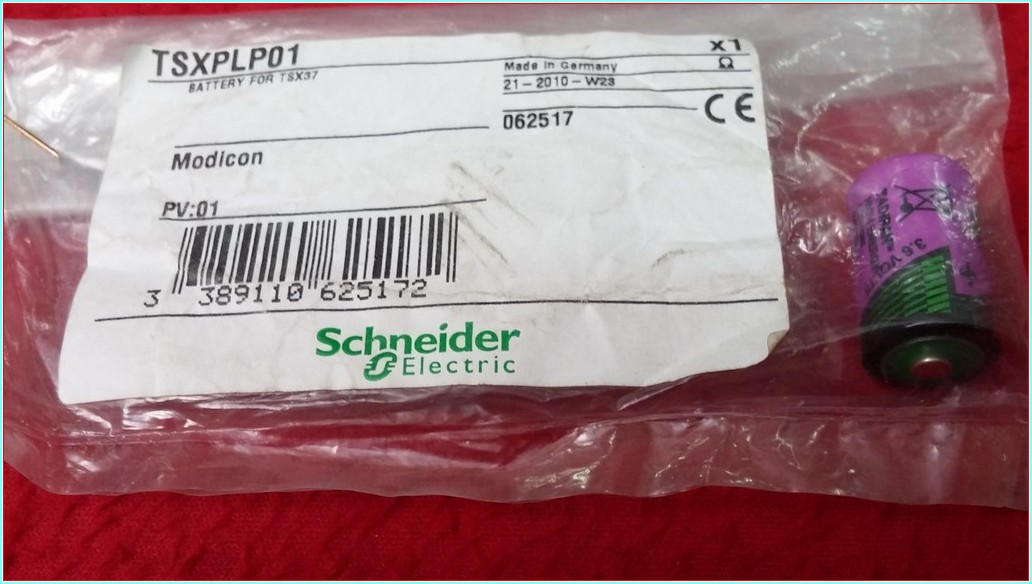 TSXPLP01
BATTERY FOR TSX37
X1
Made in Germany
Ω
21-2010-W23
062517
CE
Modicon
PV:01
3 389110 625172
Schneider
Electric
TADIRAN
3.6